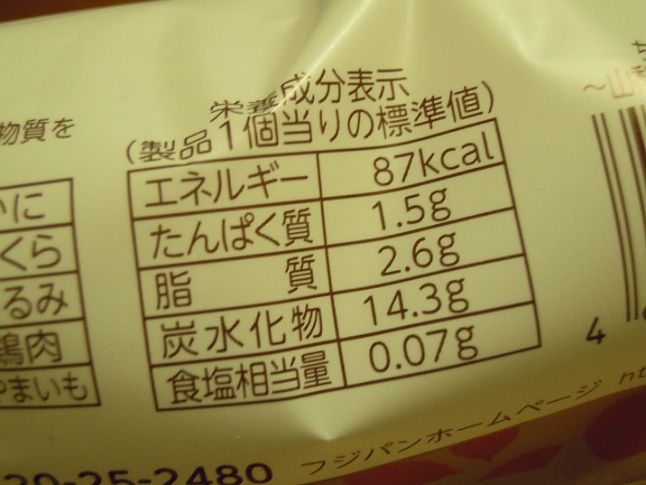 栄養成分表示
(製品1個当りの標準値)
エネルギー 87kcal
たんぱく質 1.5g
脂質 2.6g
炭水化物 14.3g
食塩相当量 0.07g
物質を
かに
くら
るみ
鶏肉
やまいも
20-25-2480
フジパンホームページ ht
4